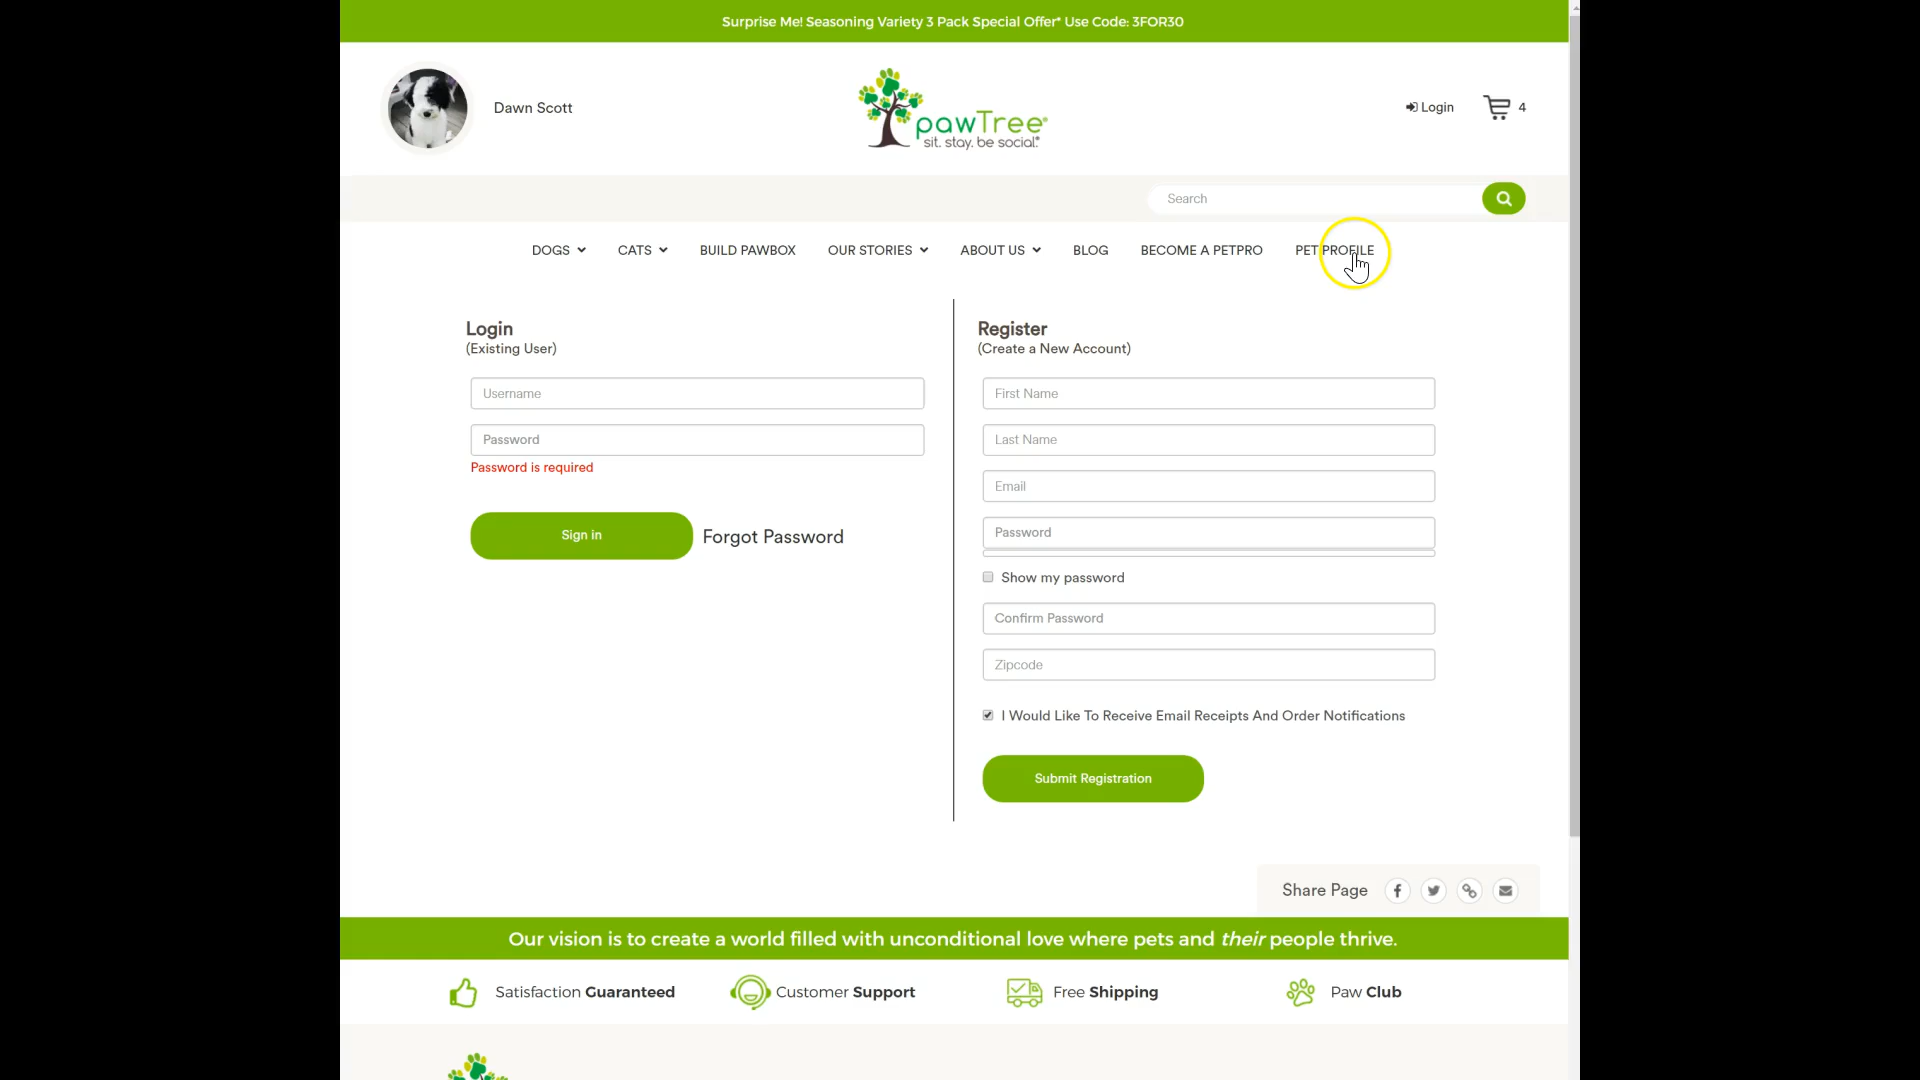 Surprise Me! Seasoning Variety 3 Pack Special Offer* Use Code: 3FOR30
Dawn Scott
pawTree®
sit. stay. be social.®
Login
4
Search
DOGS
CATS
BUILD PAWBOX
OUR STORIES
ABOUT US
BLOG
BECOME A PETPRO
PET PROFILE
Login
(Existing User)
Username
Password
Password is required
Sign in
Forgot Password
Register
(Create a New Account)
First Name
Last Name
Email
Password
Show my password
Confirm Password
Zipcode
I Would Like To Receive Email Receipts And Order Notifications
Submit Registration
Share Page
Our vision is to create a world filled with unconditional love where pets and their people thrive.
Satisfaction Guaranteed
Customer Support
Free Shipping
Paw Club